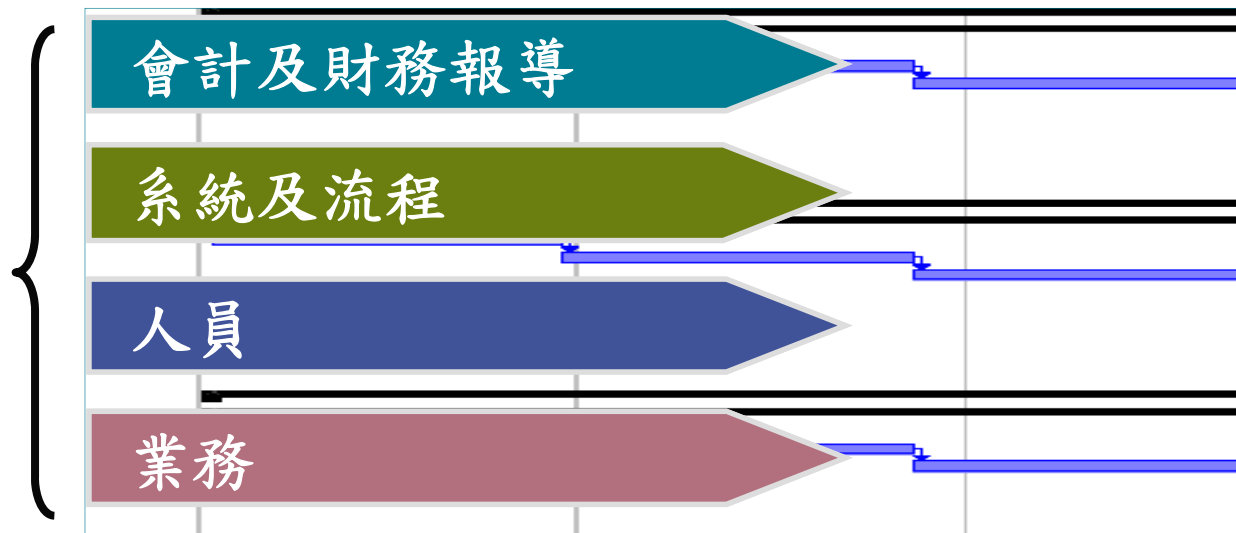 會計及財務報導
系統及流程
人員
業務